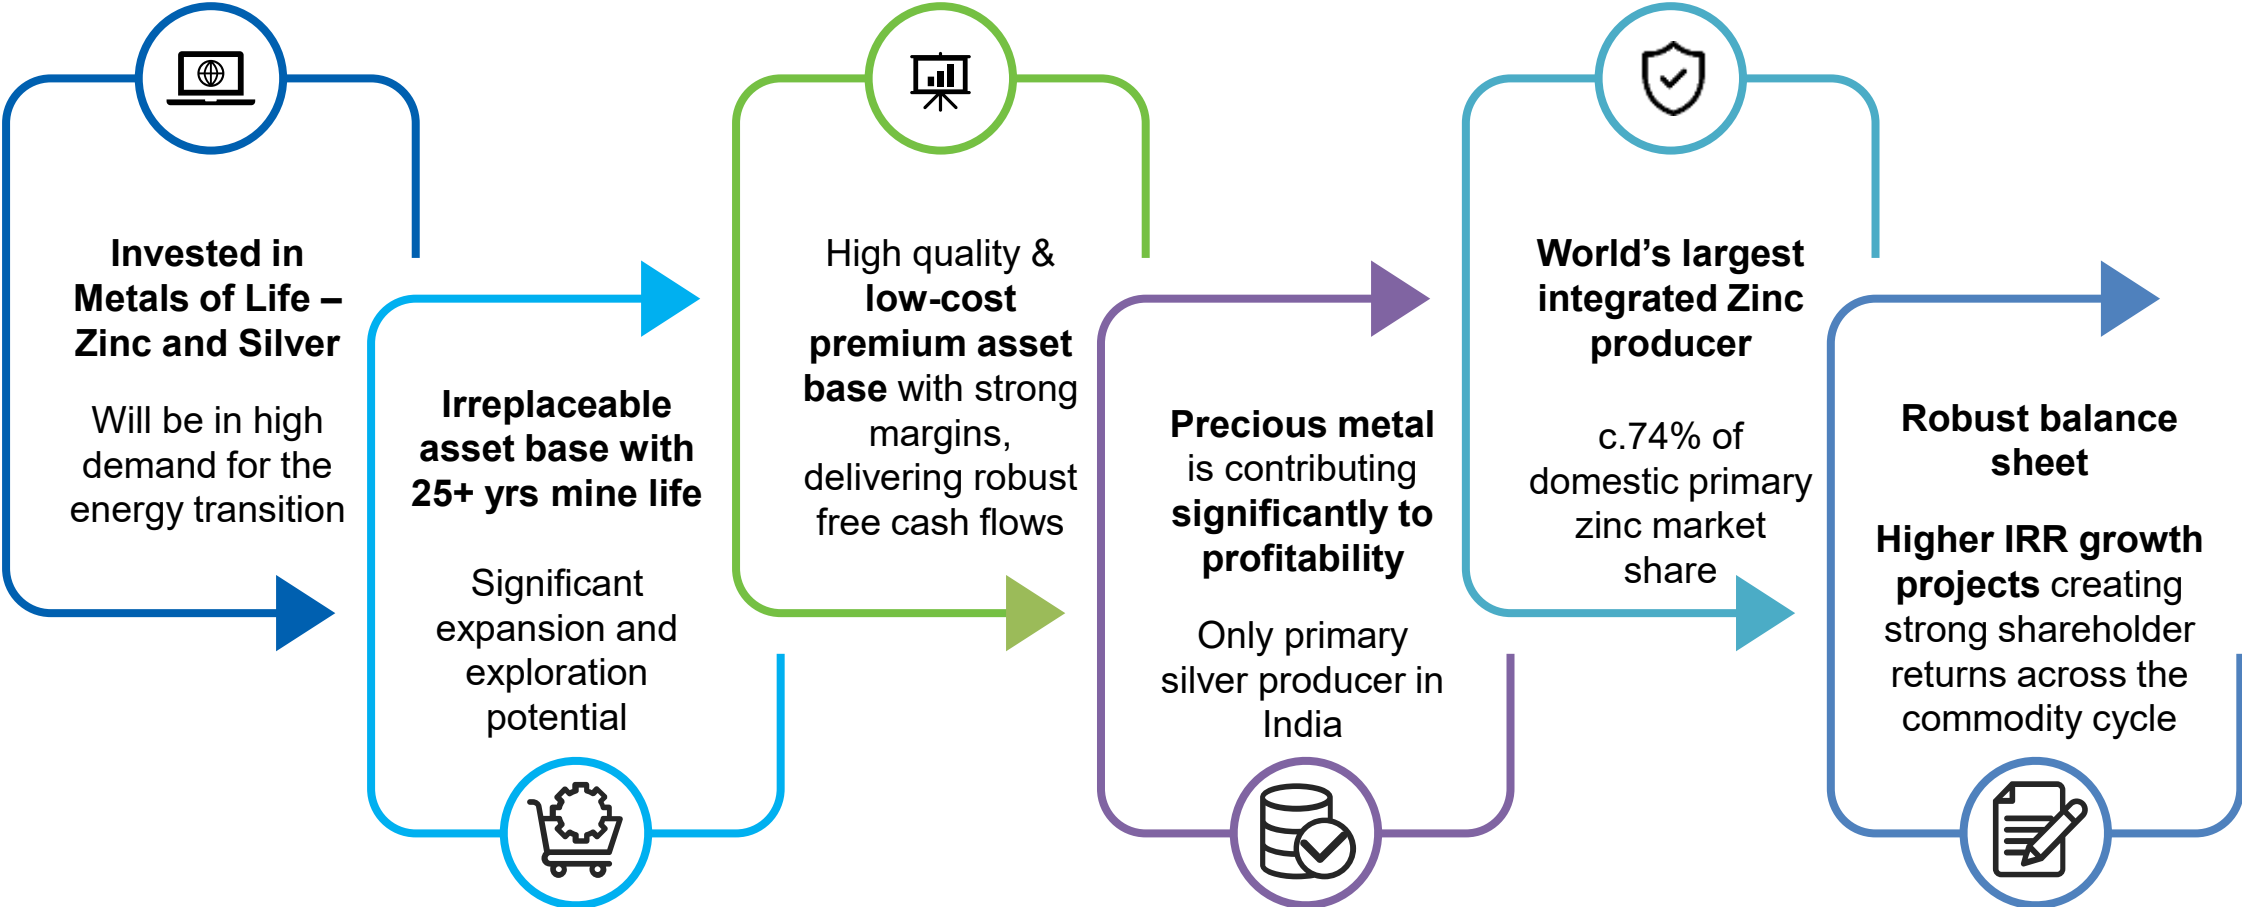 Invested in
Metals of Life –
Zinc and Silver
Will be in high
demand for the
energy transition
Irreplaceable
asset base with
25+ yrs mine life
Significant
expansion and
exploration
potential
High quality &
low-cost
premium asset
base with strong
margins,
delivering robust
free cash flows
Precious metal
is contributing
significantly to
profitability
Only primary
silver producer in
India
World’s largest
integrated Zinc
producer
c.74% of
domestic primary
zinc market
share
Robust balance
sheet
Higher IRR growth
projects creating
strong shareholder
returns across the
commodity cycle